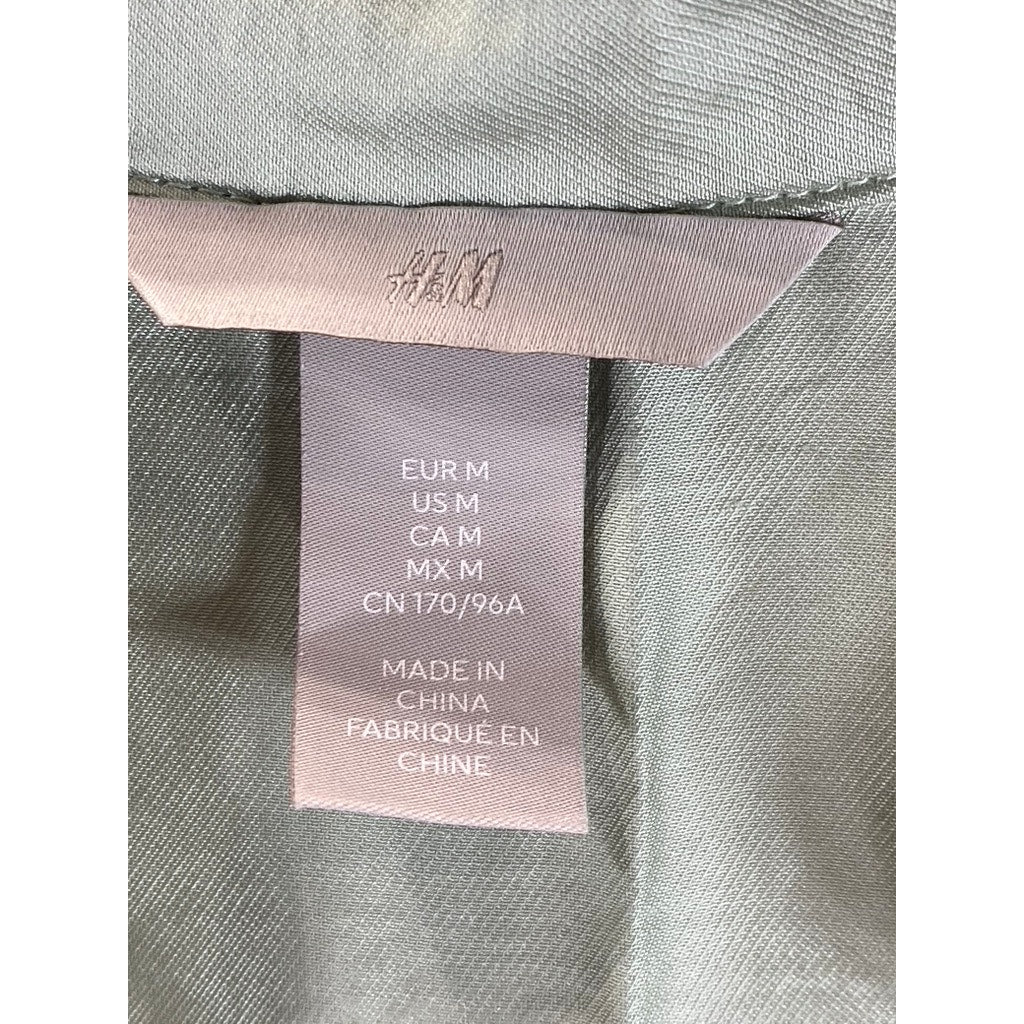 H&M
EUR M
US M
CA M
MX M
CN 170/96A
MADE IN
CHINA
FABRIQUÉ EN
CHINE